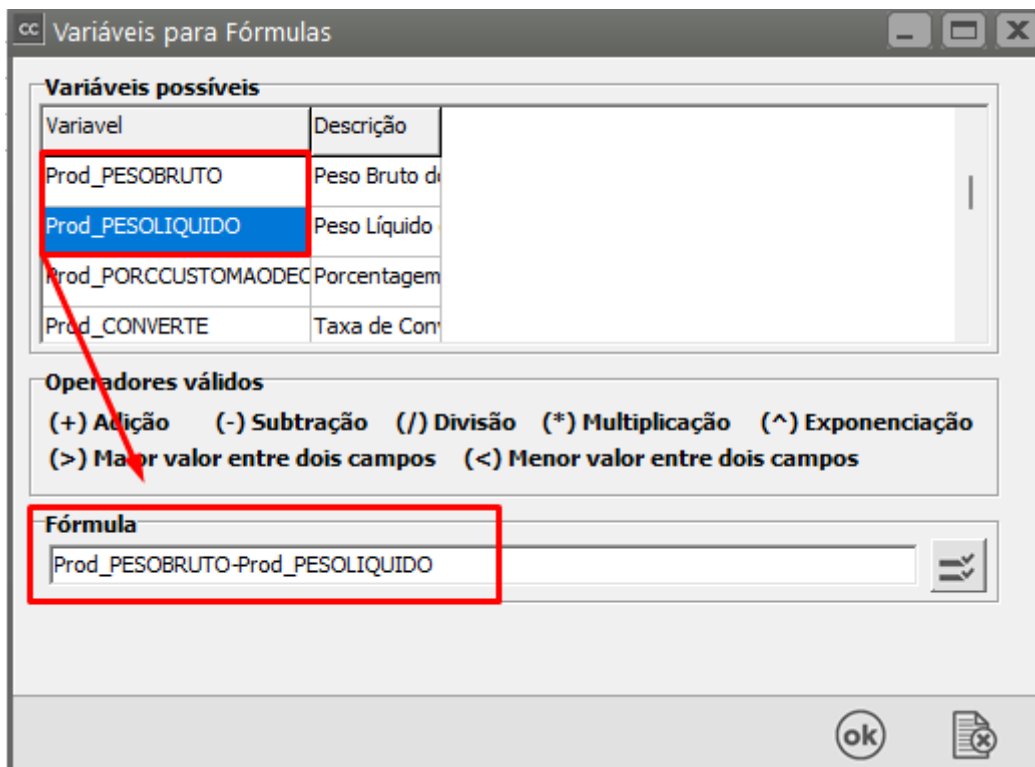 cc Variáveis para Fórmulas
Variáveis possíveis
Variavel Descrição
Prod_PESOBRUTO Peso Bruto d
Prod_PESOLIQUIDO Peso Líquido
Prod_PORCCUSTOMAODEC Porcentagem
Prod_CONVERTE Taxa de Con
Operadores válidos
(+) Adição (-) Subtração (/) Divisão (*) Multiplicação (^) Exponenciação
(>) Maior valor entre dois campos (<) Menor valor entre dois campos
Fórmula
Prod_PESOBRUTO-Prod_PESOLIQUIDO
ok